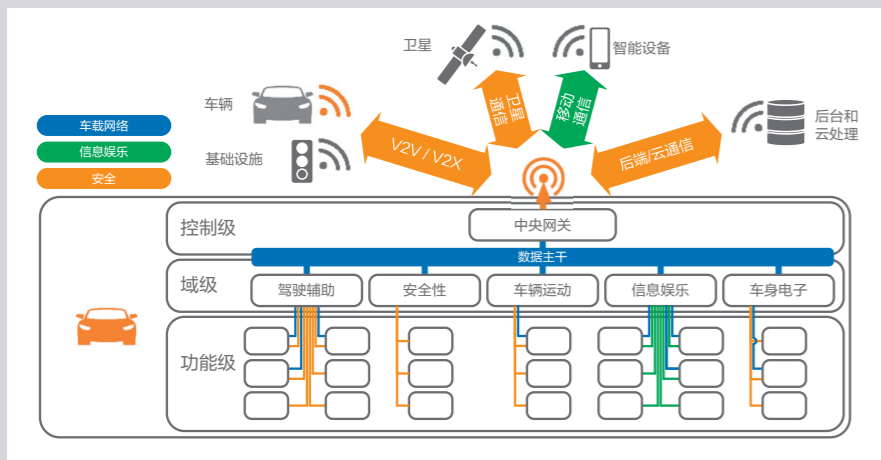 卫星
智能设备
车辆
车载网络
信息娱乐
安全
基础设施
卫星
通信
移动
通信
V2V / V2X
后端/云通信
后台和
云处理
控制级
中央网关
数据主干
域级
驾驶辅助
安全性
车辆运动
信息娱乐
车身电子
功能级